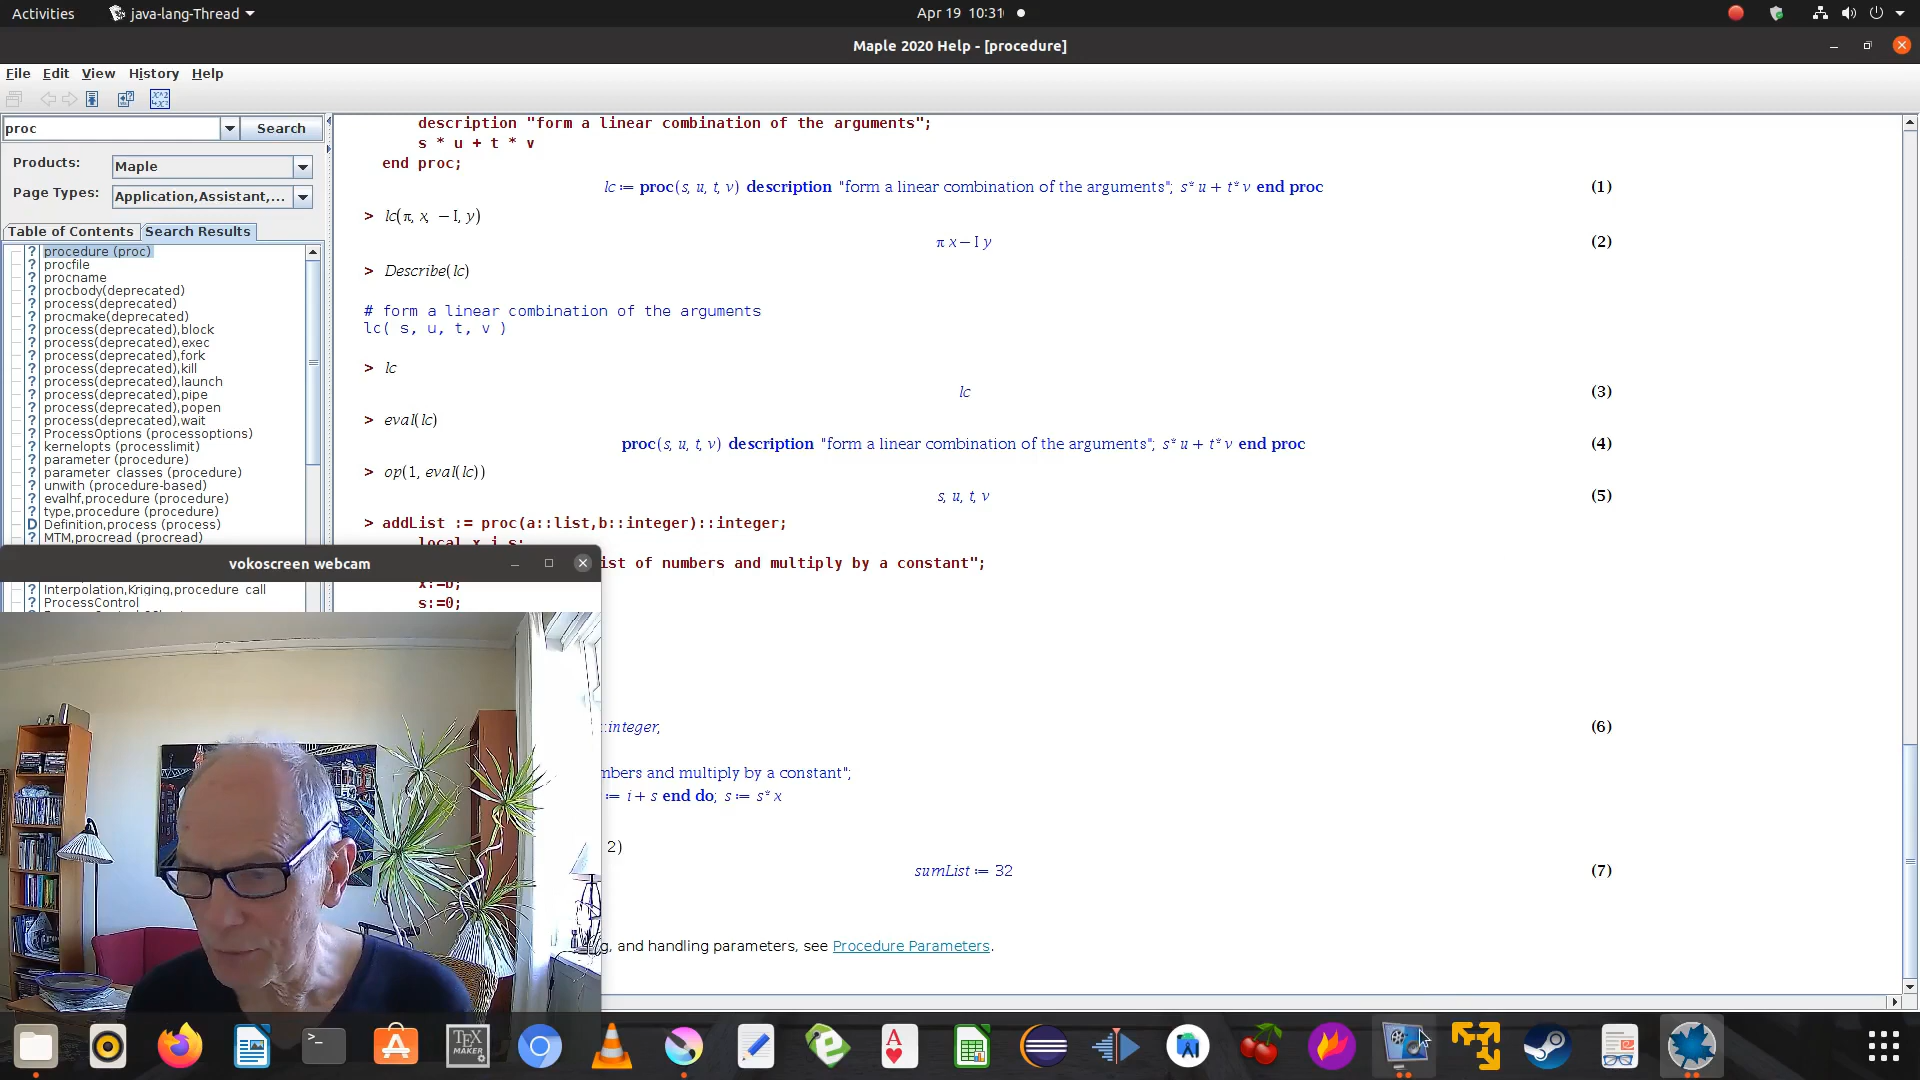 Activities
java-lang-Thread
Apr 19 10:31
Maple 2020 Help - [procedure]
File Edit View History Help
proc
Search
Products:
Maple
Page Types:
Application,Assistant,...
Table of Contents
Search Results
procedure (proc)
procfile
procname
procbody(deprecated)
process(deprecated)
procmake(deprecated)
process(deprecated),block
process(deprecated),exec
process(deprecated),fork
process(deprecated),kill
process(deprecated),launch
process(deprecated),pipe
process(deprecated),popen
process(deprecated),wait
ProcessOptions (processoptions)
kernelopts (processlimit)
parameter (procedure)
parameter_classes (procedure)
unwith (procedure-based)
evalhf,procedure (procedure)
type,procedure (procedure)
Definition,process (process)
MTM,procread (procread)
Interpolation,Kriging,procedure_call
ProcessControl
description "form a linear combination of the arguments";
s * u + t * v
end proc;
lc ≔ proc(s, u, t, v) description "form a linear combination of the arguments"; s* u + t* v end proc (1)
> lc(π, x, − I, y)
π x − I y (2)
> Describe(lc)
# form a linear combination of the arguments
lc( s, u, t, v )
> lc
lc (3)
> eval(lc)
proc(s, u, t, v) description "form a linear combination of the arguments"; s* u + t* v end proc (4)
> op(1, eval(lc))
s, u, t, v (5)
> addList := proc(a::list,b::integer)::integer;
local x,i,s;
ist of numbers and multiply by a constant";
x:=b;
s:=0;
:integer, (6)
mbers and multiply by a constant";
≔ i + s end do; s ≔ s* x
2)
sumList ≔ 32 (7)
g, and handling parameters, see Procedure Parameters.
vokoscreen webcam
>_
TEX
MAKER
A